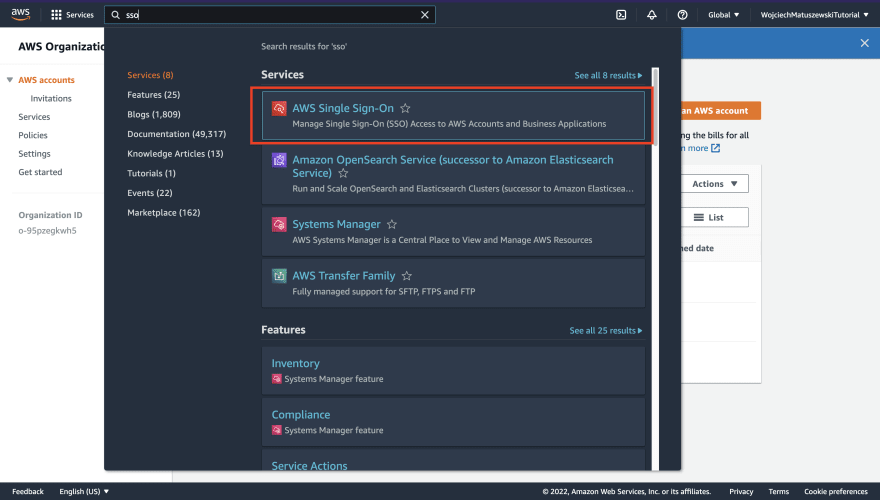 aws
Services
sso
Global ▼
WojciechMatuszewskiTutorial ▼
AWS Organizatio
AWS accounts
Invitations
Services
Policies
Settings
Get started
Organization ID
o-95pzegkwh5
Search results for 'sso'
Services (8)
Features (25)
Blogs (1,809)
Documentation (49,317)
Knowledge Articles (13)
Tutorials (1)
Events (22)
Marketplace (162)
Services
See all 8 results ▶
AWS Single Sign-On
Manage Single Sign-On (SSO) Access to AWS Accounts and Business Applications
Amazon OpenSearch Service (successor to Amazon Elasticsearch
Service)
Run and Scale OpenSearch and Elasticsearch Clusters (successor to Amazon Elasticsea...
Systems Manager
AWS Systems Manager is a Central Place to View and Manage AWS Resources
AWS Transfer Family
Fully managed support for SFTP, FTPS and FTP
Features
See all 25 results ▶
Inventory
Systems Manager feature
Compliance
Systems Manager feature
Service Actions
an AWS account
ng the bills for all
n more
Actions ▼
List
ned date
Feedback
English (US) ▼
© 2022, Amazon Web Services, Inc. or its affiliates.
Privacy
Terms
Cookie preferences